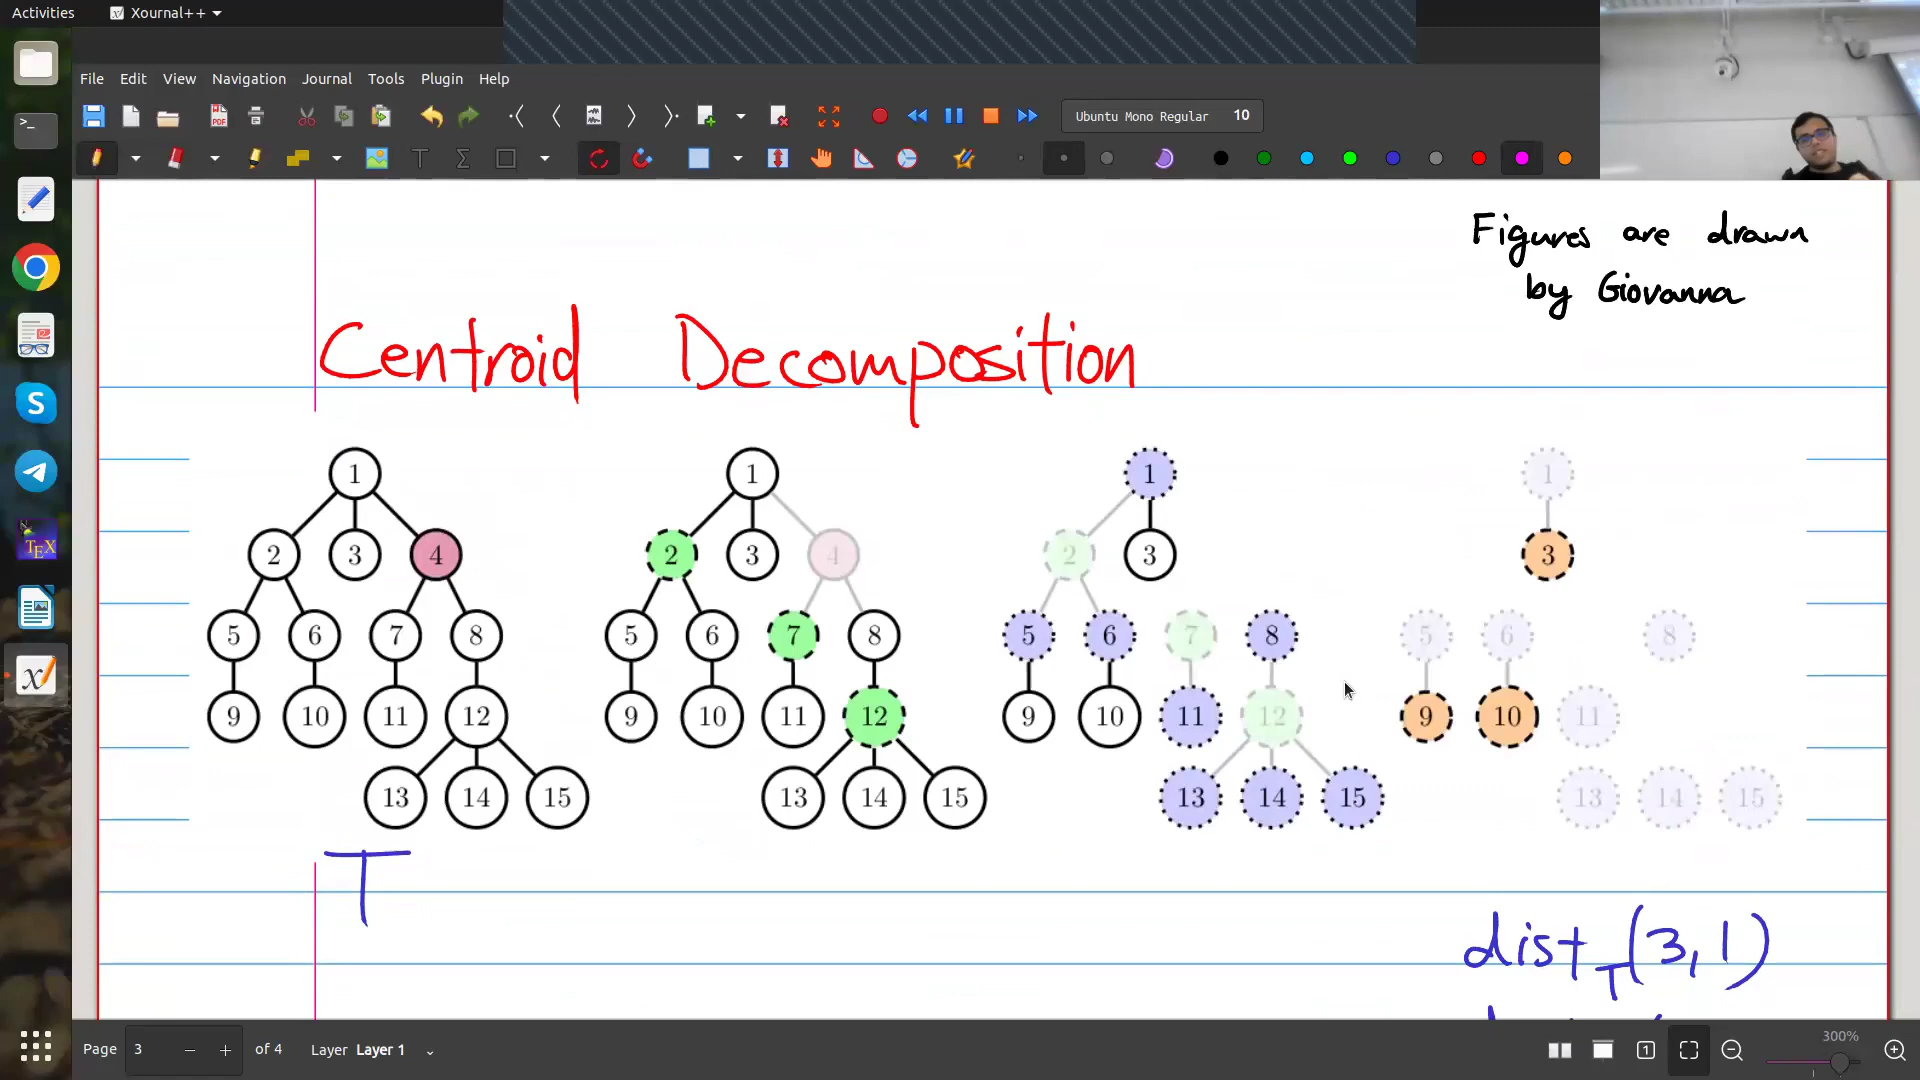 Activities Xournal++
File Edit View Navigation Journal Tools Plugin Help
Ubuntu Mono Regular 10
Figures are drawn
by Giovanna
Centroid Decomposition
1 1 1 1
2 3 4 2 3 4 2 3 3
5 6 7 8 5 6 7 8 5 6 7 8 5 6 8
9 10 11 12 9 10 11 12 9 10 11 12 9 10 11
13 14 15 13 14 15 13 14 15 13 14 15
T
dist_T(3,1)
Page 3 - + of 4 Layer Layer 1 300%